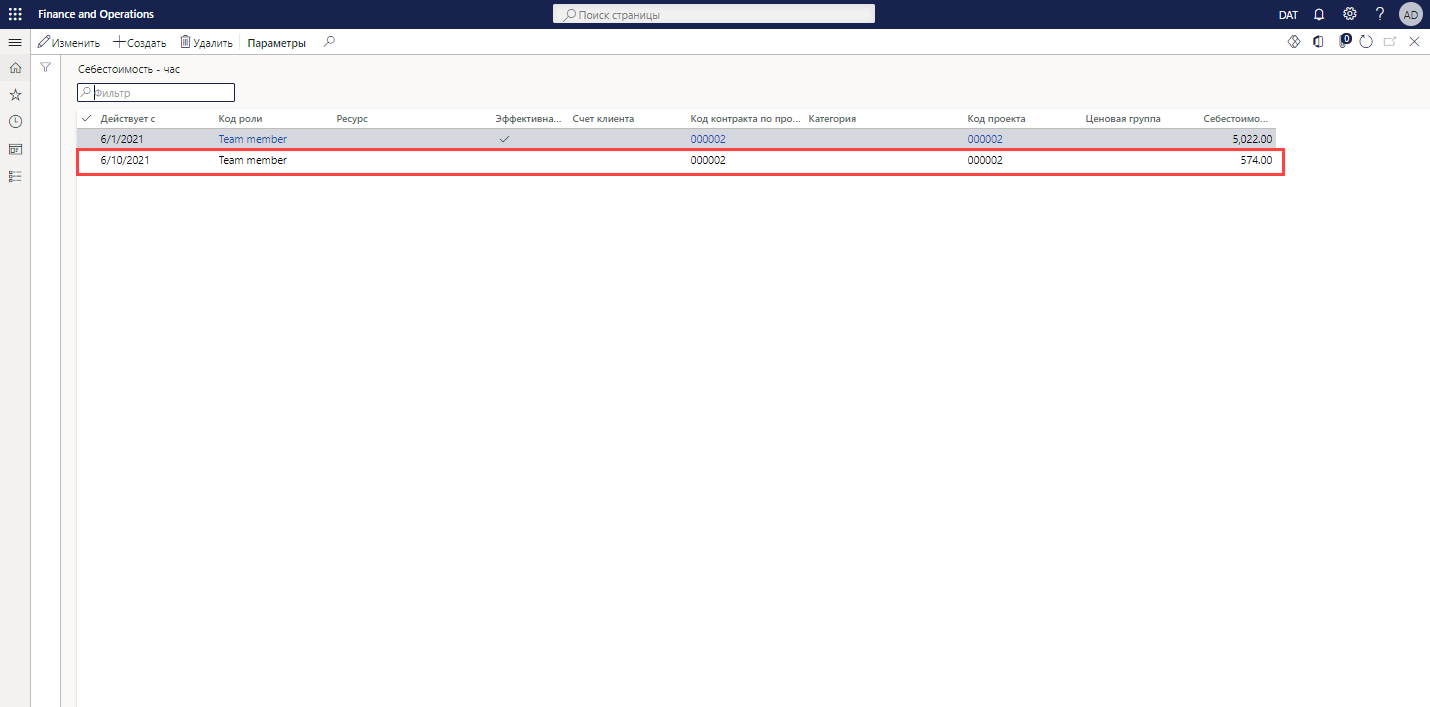 Finance and Operations Поиск страницы DAT ? AD
Изменить Создать Удалить Параметры 0
Себестоимость - час
Фильтр
Действует с Код роли Ресурс Эффективна... Счет клиента Код контракта по про... Категория Код проекта Ценовая группа Себестоимо...
6/1/2021 Team member 000002 000002 5,022.00
6/10/2021 Team member 000002 000002 574.00